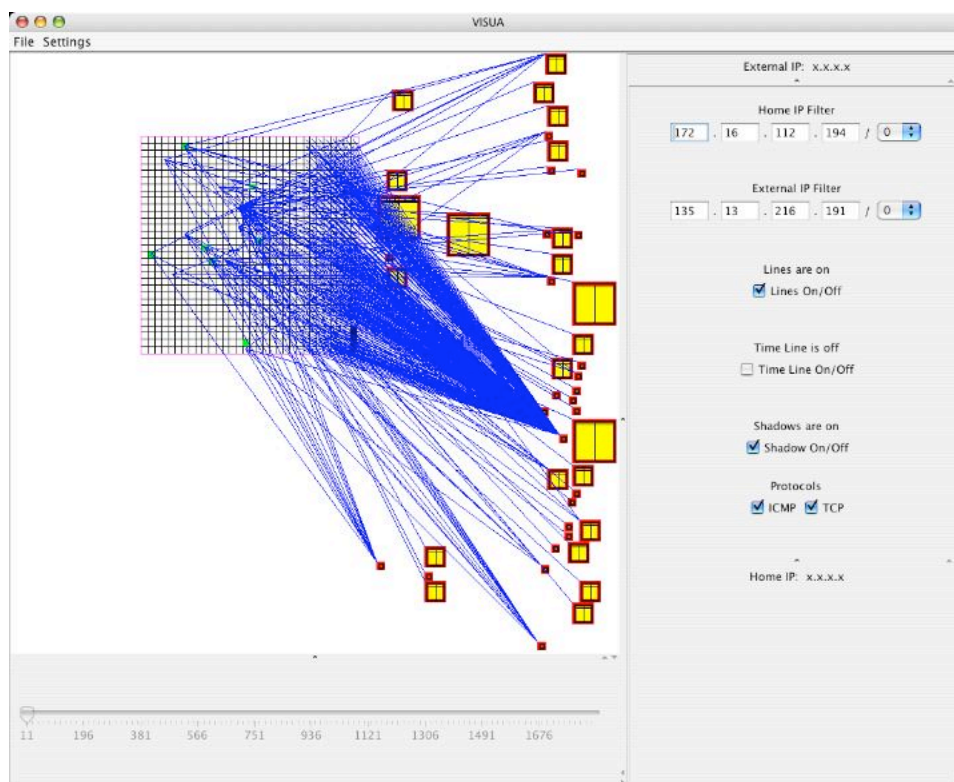 VISUA
File Settings
External IP: x.x.x.x
Home IP Filter
172 . 16 . 112 . 194 / 0
External IP Filter
135 . 13 . 216 . 191 / 0
Lines are on
Lines On/Off
Time Line is off
Time Line On/Off
Shadows are on
Shadow On/Off
Protocols
ICMP TCP
Home IP: x.x.x.x
11 196 381 566 751 936 1121 1306 1491 1676